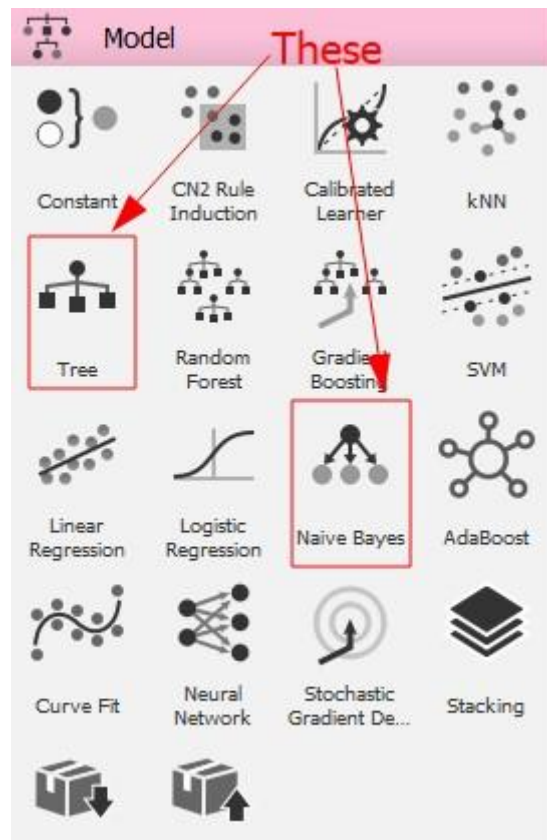 Model
These
Constant
CN2 Rule
Induction
Calibrated
Learner
kNN
Tree
Random
Forest
Gradient
Boosting
SVM
Linear
Regression
Logistic
Regression
Naive Bayes
AdaBoost
Curve Fit
Neural
Network
Stochastic
Gradient De...
Stacking